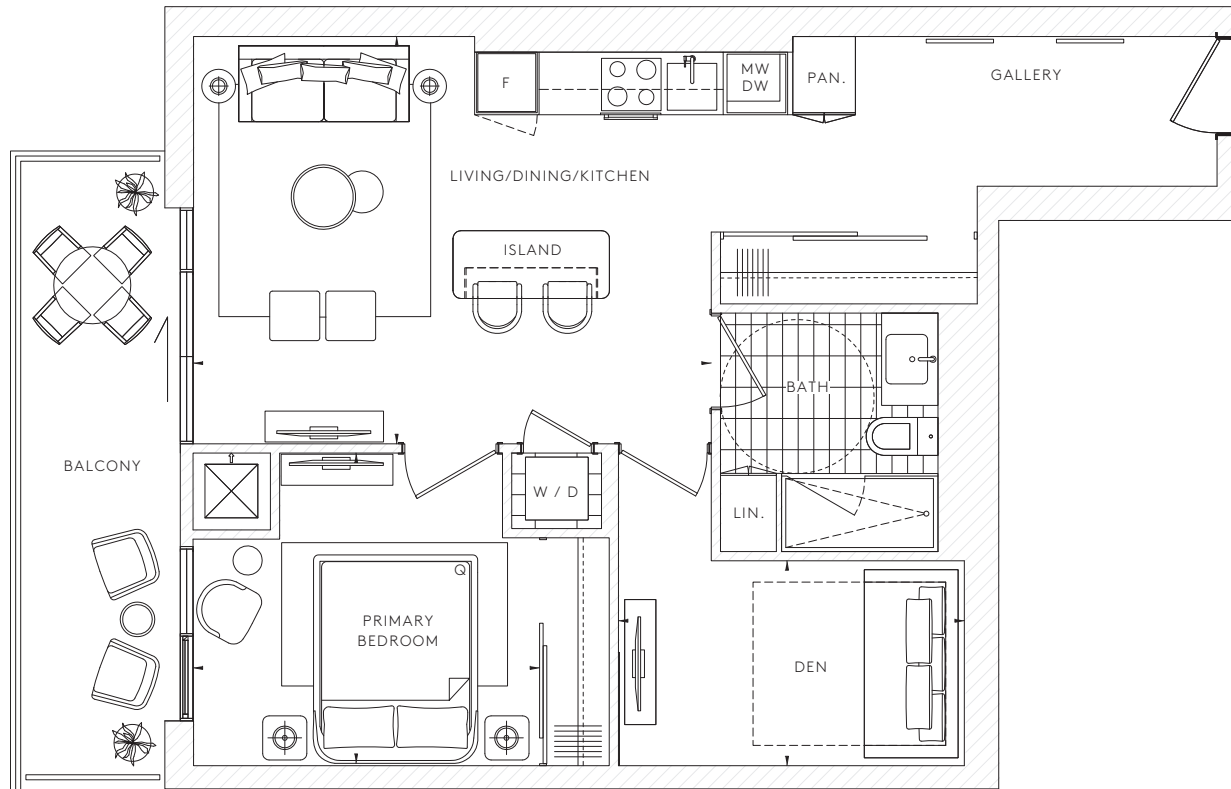 F
MW
DW
PAN.
GALLERY
LIVING/DINING/KITCHEN
ISLAND
BATH
BALCONY
W / D
LIN.
Q
PRIMARY
BEDROOM
DEN